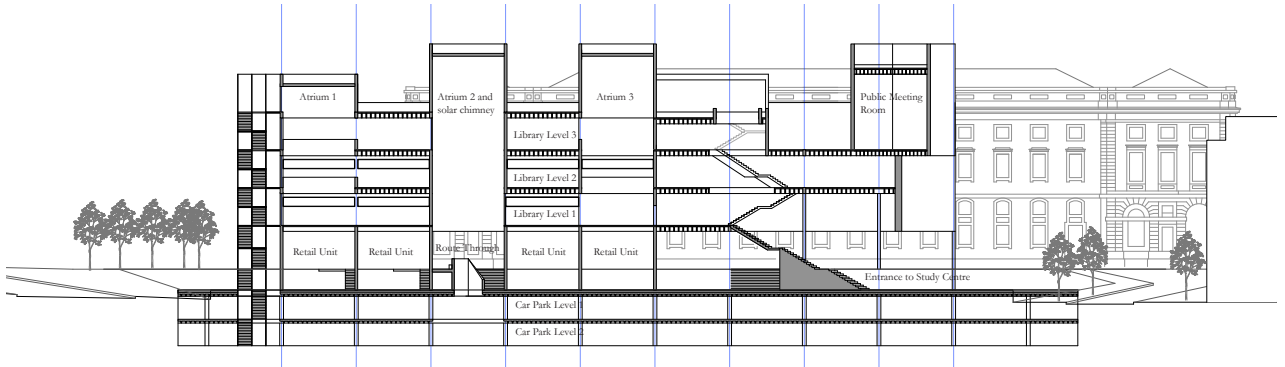 Atrium 1
Atrium 2 and
solar chimney
Atrium 3
Public Meeting
Room
Library Level 3
Library Level 2
Library Level 1
Retail Unit
Retail Unit
Route Through
Retail Unit
Retail Unit
Entrance to Study Centre
Car Park Level 1
Car Park Level 2